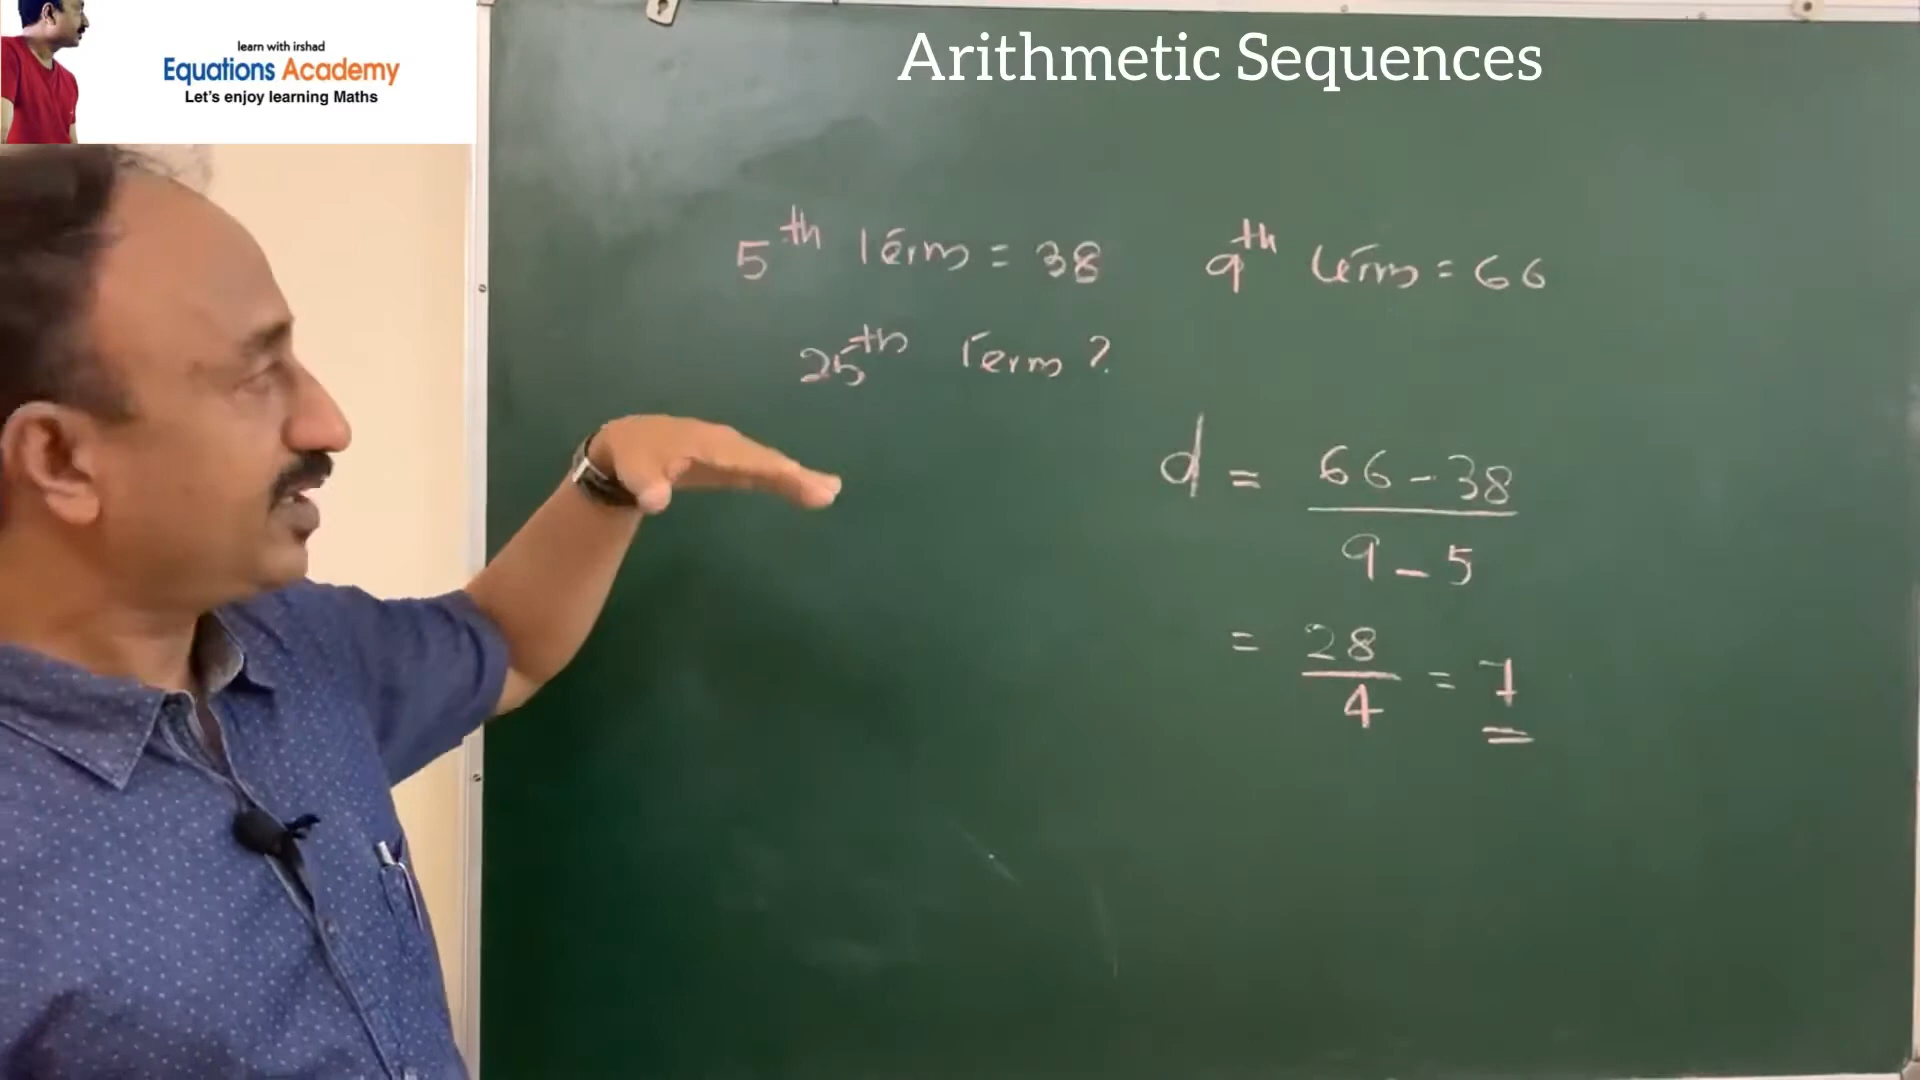 learn with irshad
Equations Academy
Let's enjoy learning Maths
Arithmetic Sequences
5th Term = 38 9th term = 66
25th Term ?
d = 66 - 38
9 - 5
= 28
4 = 7